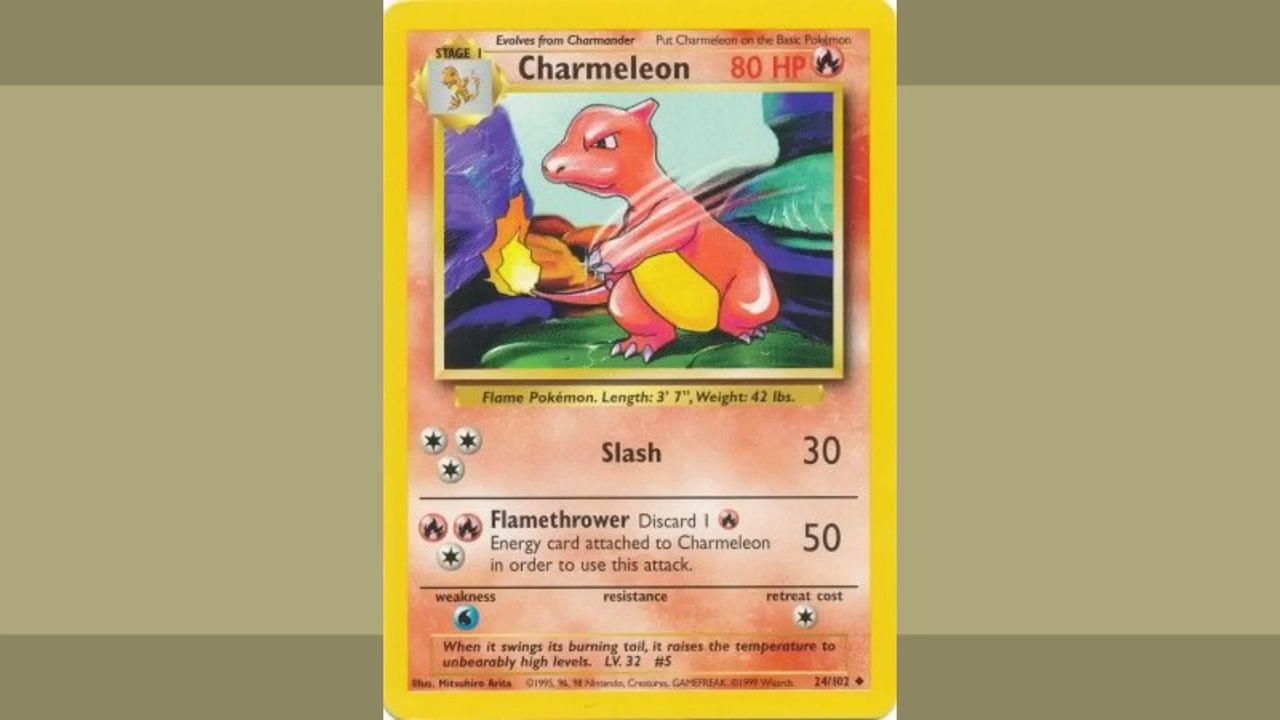 Evolves from Charmander Put Charmeleon on the Basic Pokémon
STAGE 1
Charmeleon 80 HP
Flame Pokémon. Length: 3' 7", Weight: 42 lbs.
Slash 30
Flamethrower Discard 1
Energy card attached to Charmeleon 50
in order to use this attack.
weakness resistance retreat cost
When it swings its burning tail, it raises the temperature to
unbearably high levels. LV. 32 #5
Illus. Mitsuhiro Arita ©1995, 96, 98 Nintendo, Creatures, GAMEFREAK. ©1999 Wizards. 24/102